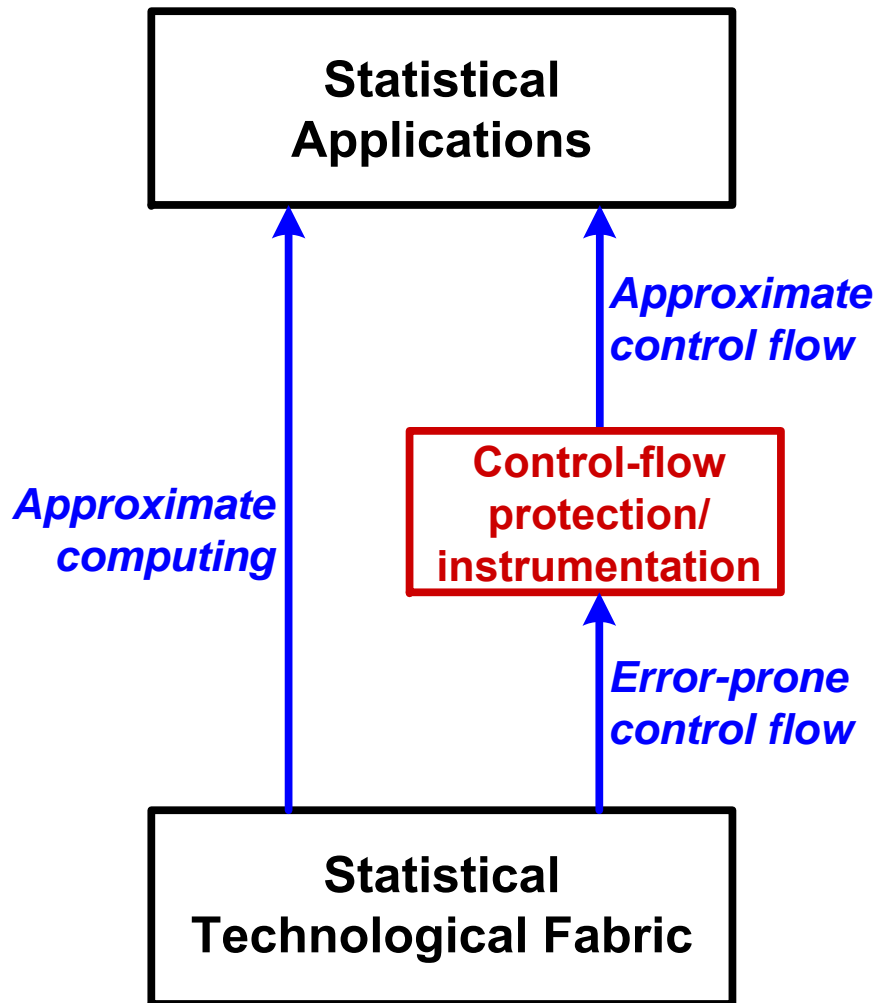 Statistical
Applications
Approximate
control flow
Control-flow
protection/
instrumentation
Approximate
computing
Error-prone
control flow
Statistical
Technological Fabric